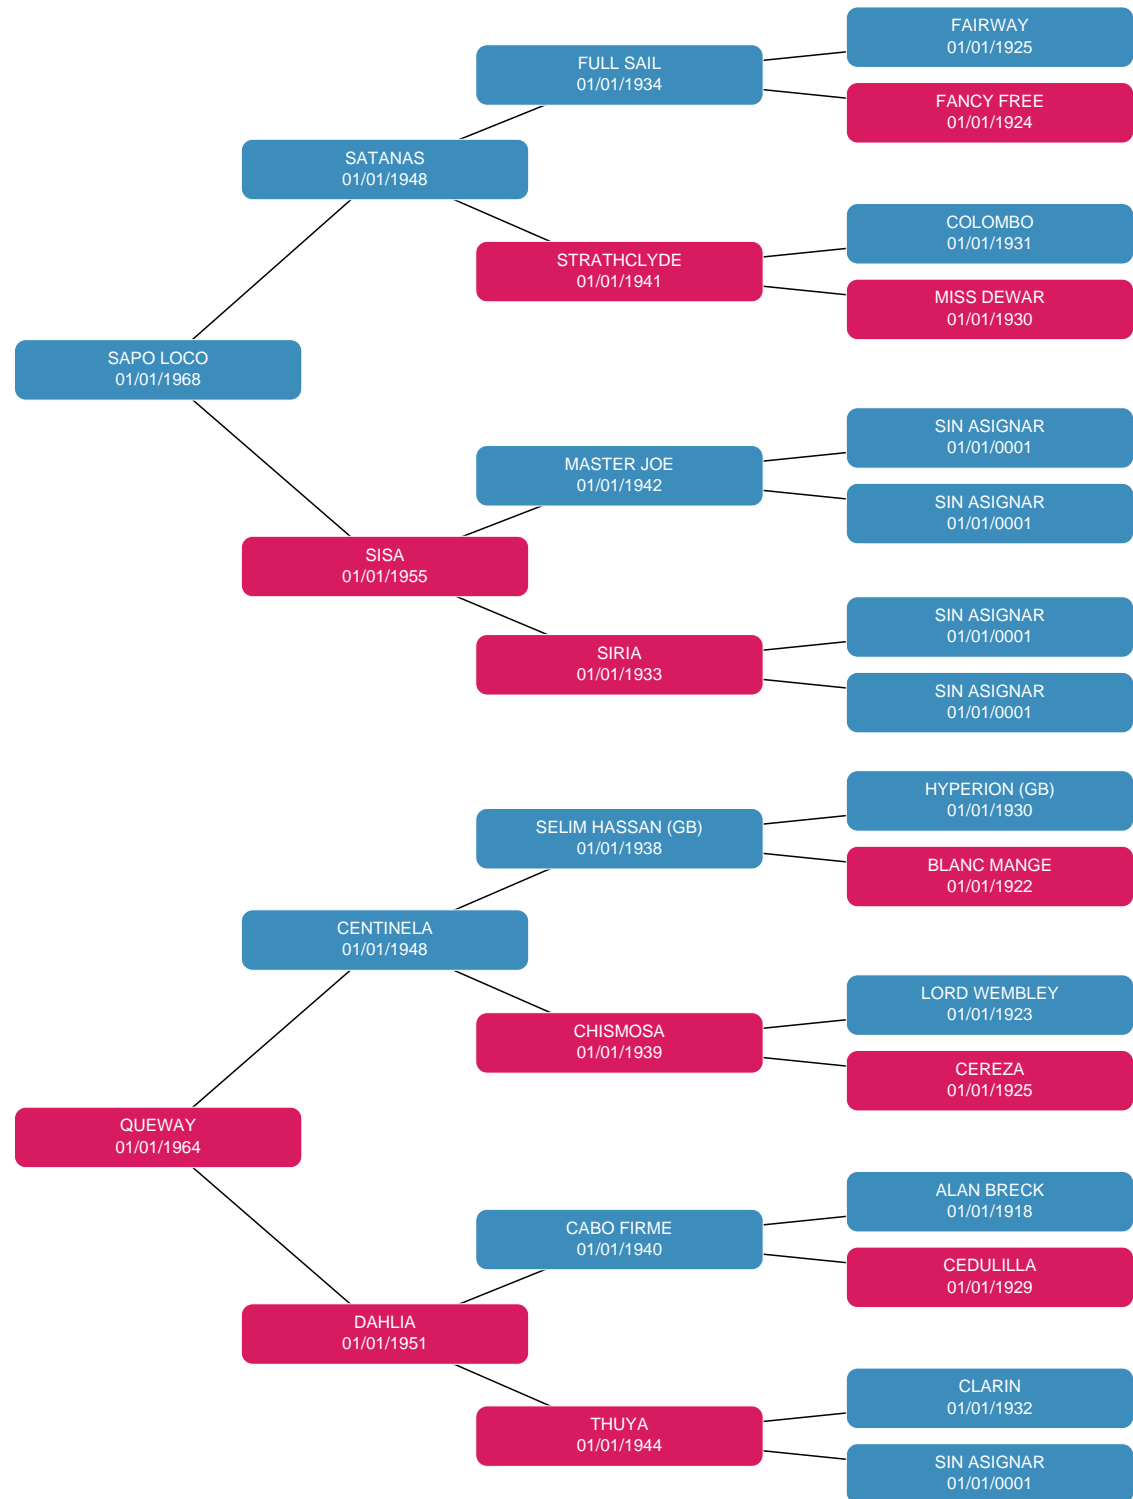 FAIRWAY
01/01/1925
FULL SAIL
01/01/1934
FANCY FREE
01/01/1924
SATANAS
01/01/1948
COLOMBO
01/01/1931
STRATHCLYDE
01/01/1941
MISS DEWAR
01/01/1930
SAPO LOCO
01/01/1968
SIN ASIGNAR
01/01/0001
MASTER JOE
01/01/1942
SIN ASIGNAR
01/01/0001
SISA
01/01/1955
SIN ASIGNAR
01/01/0001
SIRIA
01/01/1933
SIN ASIGNAR
01/01/0001
HYPERION (GB)
01/01/1930
SELIM HASSAN (GB)
01/01/1938
BLANC MANGE
01/01/1922
CENTINELA
01/01/1948
LORD WEMBLEY
01/01/1923
CHISMOSA
01/01/1939
CEREZA
01/01/1925
QUEWAY
01/01/1964
ALAN BRECK
01/01/1918
CABO FIRME
01/01/1940
CEDULILLA
01/01/1929
DAHLIA
01/01/1951
CLARIN
01/01/1932
THUYA
01/01/1944
SIN ASIGNAR
01/01/0001